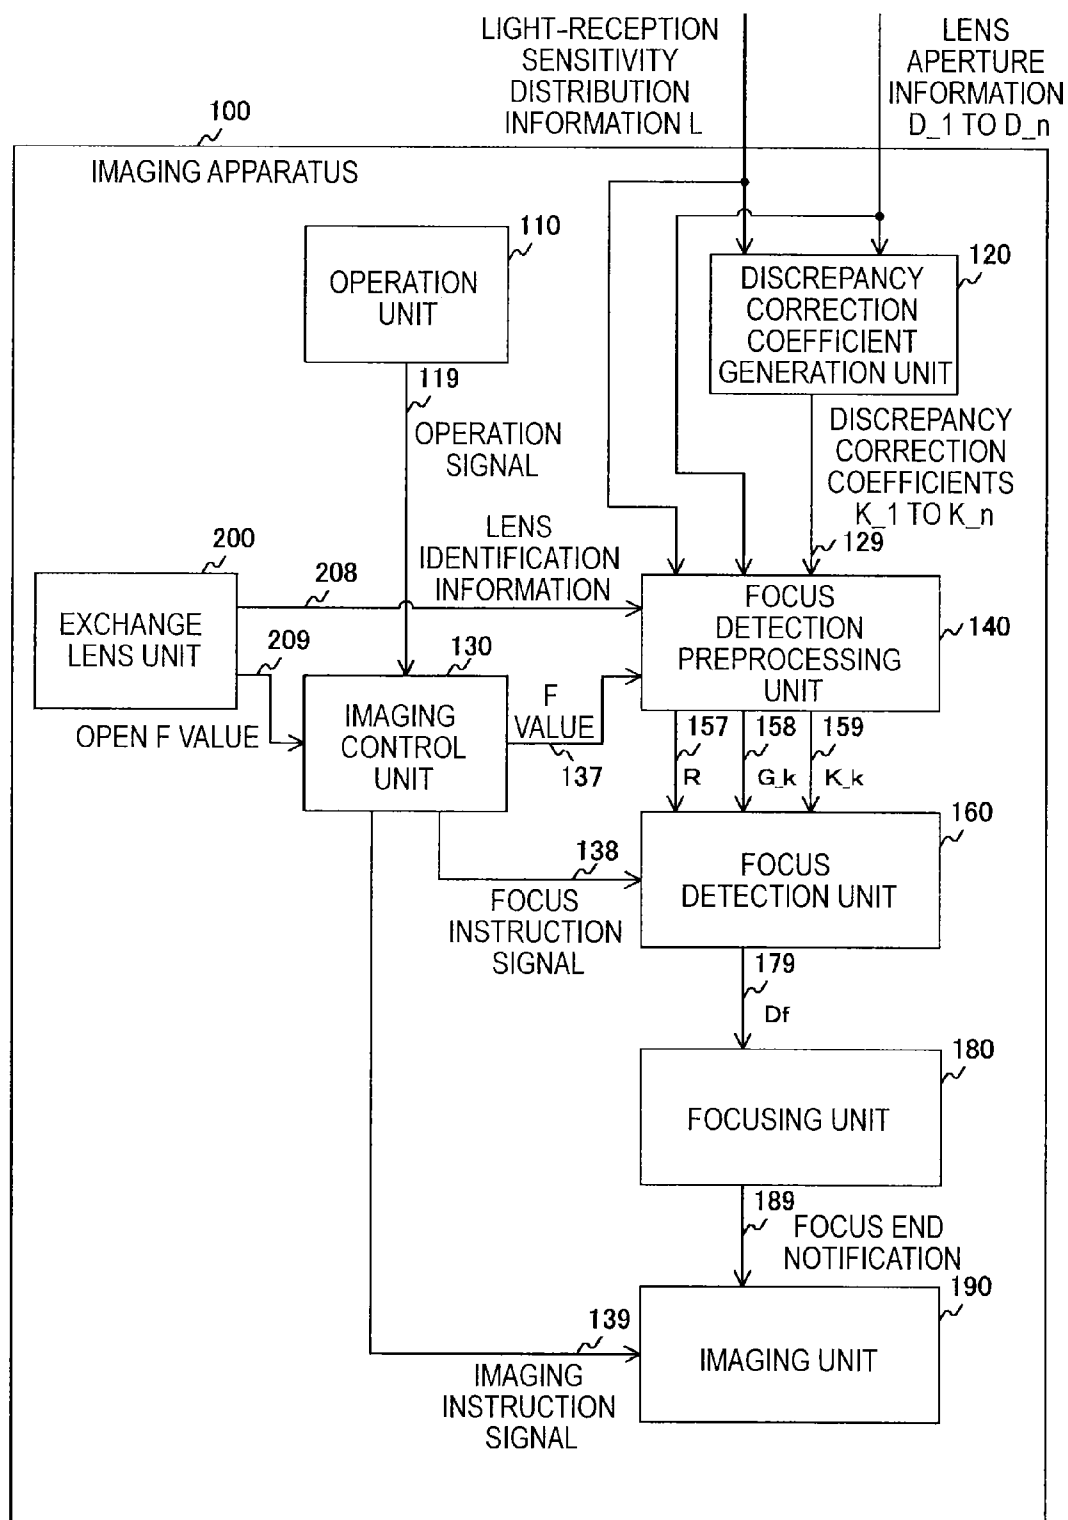 LIGHT-RECEPTION
SENSITIVITY
DISTRIBUTION
INFORMATION L
LENS
APERTURE
INFORMATION
D_1 TO D_n
100
IMAGING APPARATUS
110
OPERATION
UNIT
120
DISCREPANCY
CORRECTION
COEFFICIENT
GENERATION UNIT
119
OPERATION
SIGNAL
DISCREPANCY
CORRECTION
COEFFICIENTS
K_1 TO K_n
129
200
EXCHANGE
LENS UNIT
208
LENS
IDENTIFICATION
INFORMATION
209
OPEN F VALUE
130
IMAGING
CONTROL
UNIT
F
VALUE
137
FOCUS
DETECTION
PREPROCESSING
UNIT
140
157
R
158
G_k
159
K_k
160
FOCUS
DETECTION UNIT
138
FOCUS
INSTRUCTION
SIGNAL
179
Df
180
FOCUSING UNIT
189
FOCUS END
NOTIFICATION
190
IMAGING UNIT
139
IMAGING
INSTRUCTION
SIGNAL